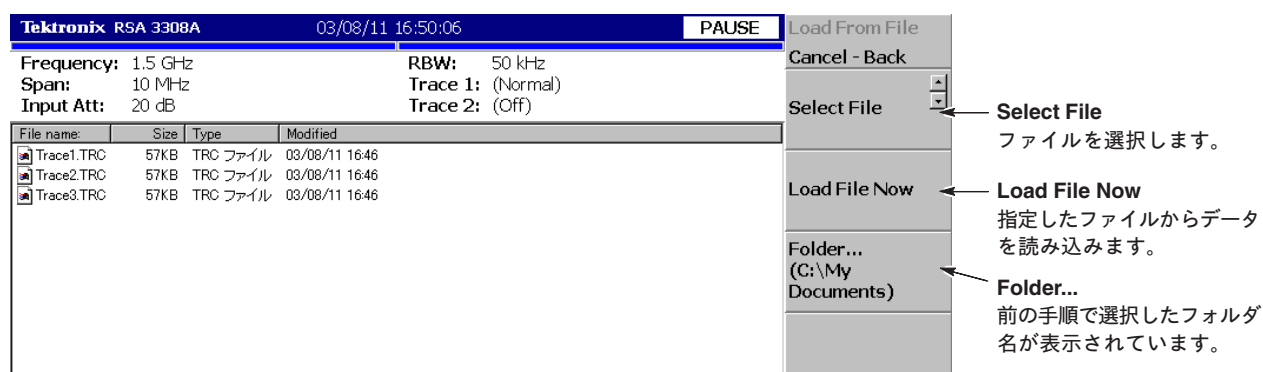 Tektronix RSA 3308A 03/08/11 16:50:06 PAUSE
Frequency: 1.5 GHz RBW: 50 kHz
Span: 10 MHz Trace 1: (Normal)
Input Att: 20 dB Trace 2: (Off)
File name: Size Type Modified
Trace1.TRC 57KB TRC ファイル 03/08/11 16:46
Trace2.TRC 57KB TRC ファイル 03/08/11 16:46
Trace3.TRC 57KB TRC ファイル 03/08/11 16:46
Load From File
Cancel - Back
Select File
Load File Now
Folder...
(C:\My
Documents)
Select File
ファイルを選択します。
Load File Now
指定したファイルからデータ
を読み込みます。
Folder...
前の手順で選択したフォルダ
名が表示されています。